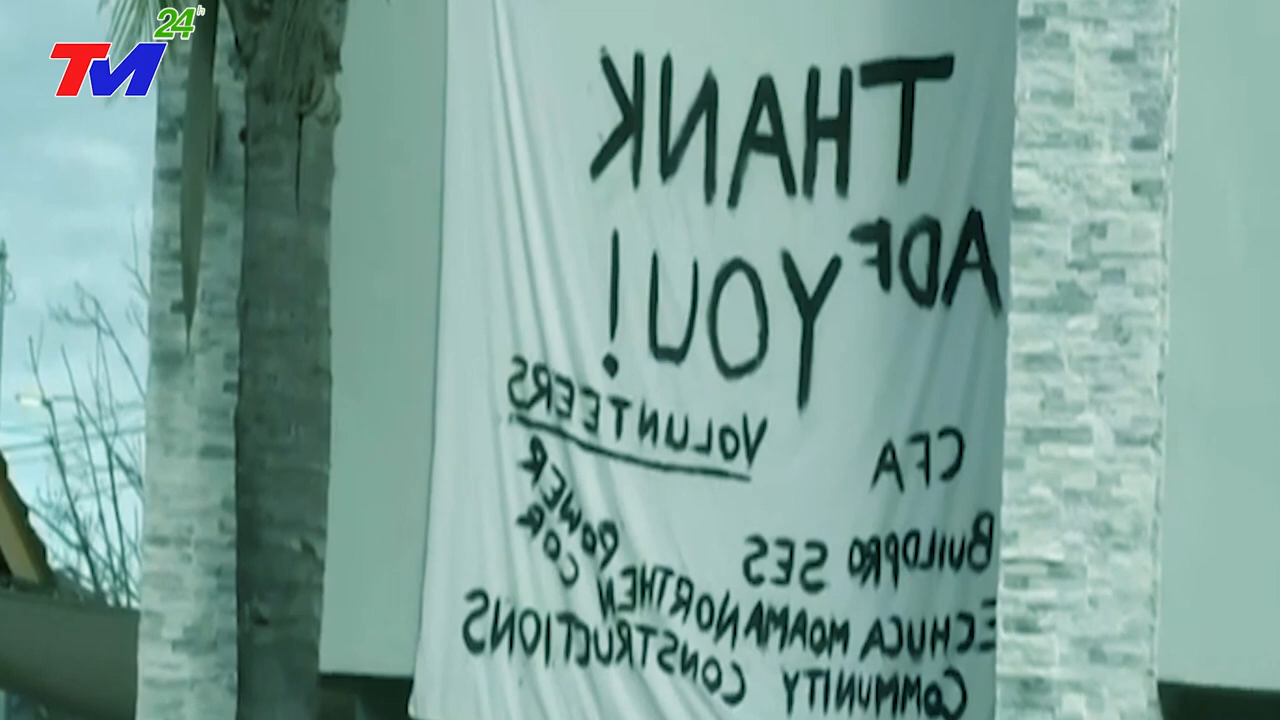 TM 24h
THANK
ADF YOU!
VOLUNTEERS
CFA
POWER
COR
BUILDPRO SES
NORTHEN
ECHUCA MOAMA
CONSTRUCTIONS
COMMUNITY